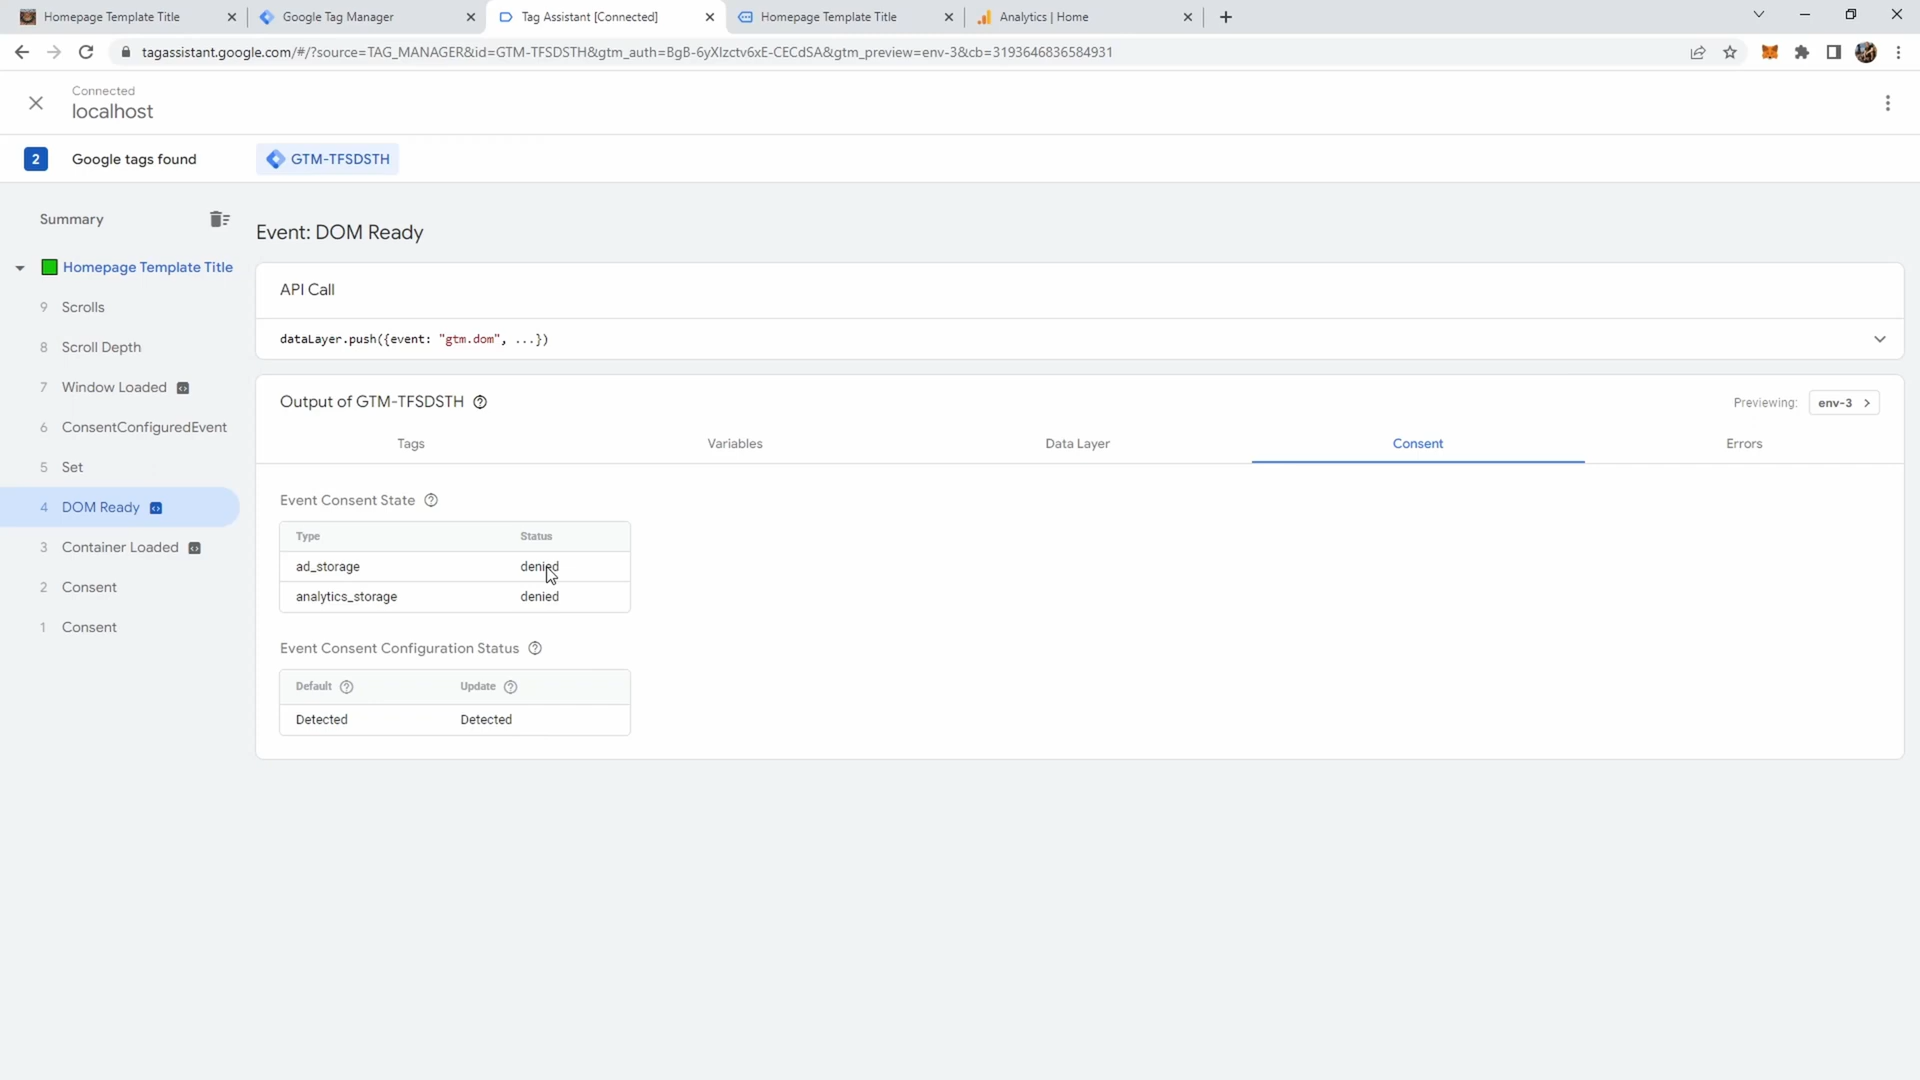 Homepage Template Title
Google Tag Manager
Tag Assistant [Connected]
Homepage Template Title
Analytics | Home
tagassistant.google.com/#/?source=TAG_MANAGER&id=GTM-TFSDSTH&gtm_auth=BgB-6yXIzctv6xE-CECdSA&gtm_preview=env-3&cb=3193646836584931
Connected
localhost
2 Google tags found
GTM-TFSDSTH
Summary
Homepage Template Title
9 Scrolls
8 Scroll Depth
7 Window Loaded
6 ConsentConfiguredEvent
5 Set
4 DOM Ready
3 Container Loaded
2 Consent
1 Consent
Event: DOM Ready
API Call
dataLayer.push({event: "gtm.dom", ...})
Output of GTM-TFSDSTH
Previewing: env-3
Tags Variables Data Layer Consent Errors
Event Consent State
Type Status
ad_storage denied
analytics_storage denied
Event Consent Configuration Status
Default Update
Detected Detected